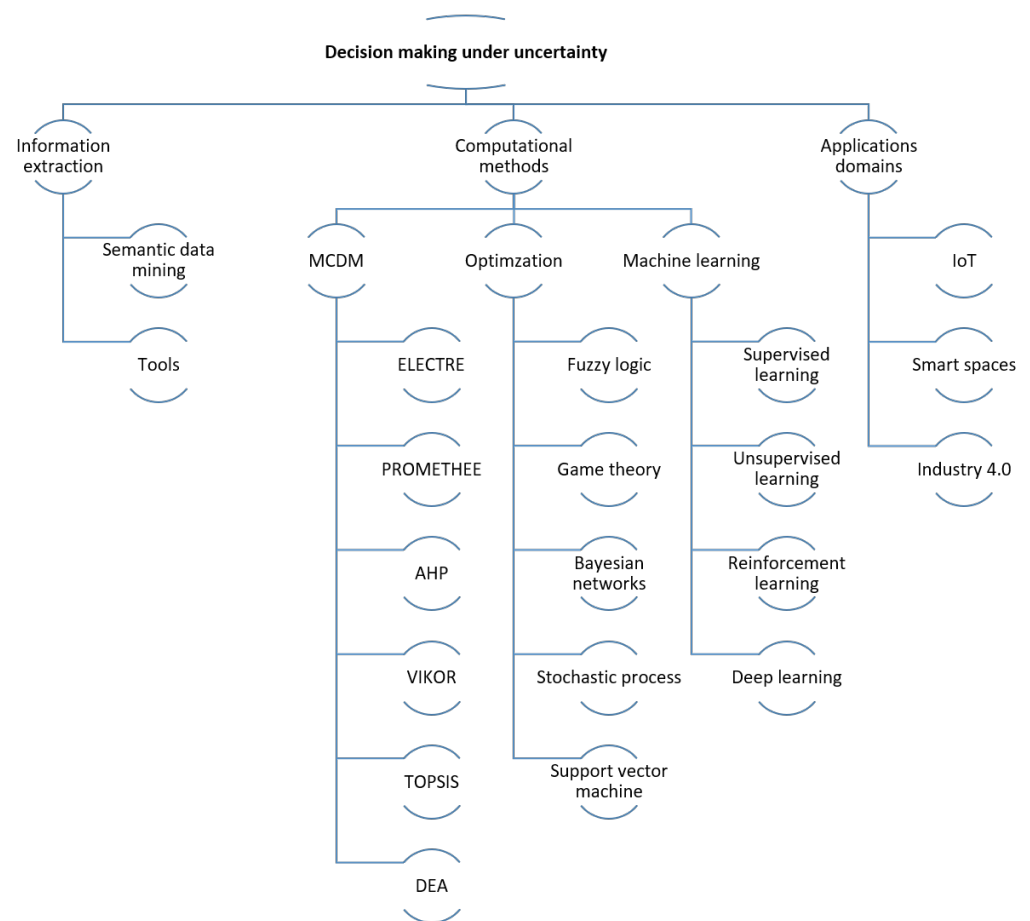 Decision making under uncertainty
Information
extraction
Computational
methods
Applications
domains
Semantic data
mining
MCDM
Optimzation
Machine learning
IoT
Tools
ELECTRE
Fuzzy logic
Supervised
learning
Smart spaces
PROMETHEE
Game theory
Unsupervised
learning
Industry 4.0
AHP
Bayesian
networks
Reinforcement
learning
VIKOR
Stochastic process
Deep learning
TOPSIS
Support vector
machine
DEA